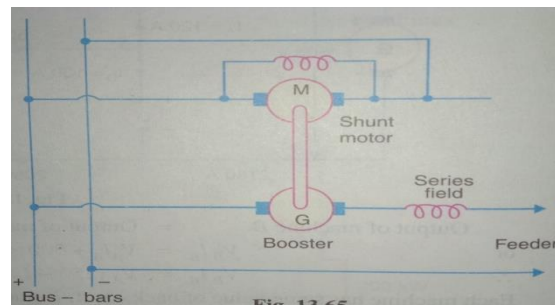 M
Shunt
motor
Series
field
G
Booster
Feeder
+ −
Bus – bars
Fig. 13.65